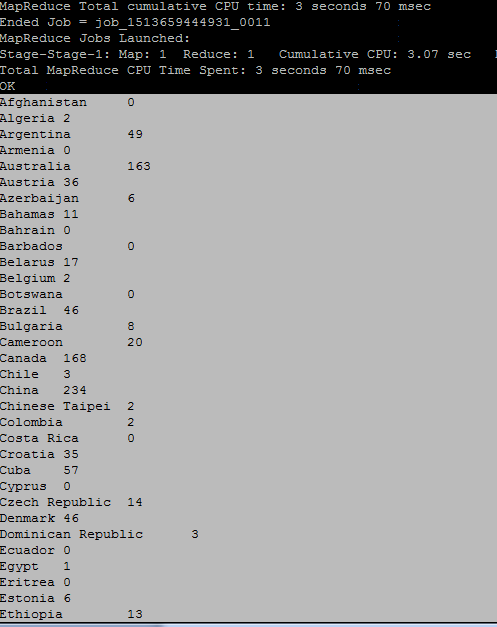 MapReduce Total cumulative CPU time: 3 seconds 70 msec
Ended Job = job_1513659444931_0011
MapReduce Jobs Launched:
Stage-Stage-1: Map: 1  Reduce: 1   Cumulative CPU: 3.07 sec
Total MapReduce CPU Time Spent: 3 seconds 70 msec
OK
Afghanistan     0
Algeria 2
Argentina       49
Armenia 0
Australia       163
Austria 36
Azerbaijan      6
Bahamas 11
Bahrain 0
Barbados        0
Belarus 17
Belgium 2
Botswana        0
Brazil  46
Bulgaria        8
Cameroon        20
Canada  168
Chile   3
China   234
Chinese Taipei  2
Colombia        2
Costa Rica      0
Croatia 35
Cuba    57
Cyprus  0
Czech Republic  14
Denmark 46
Dominican Republic      3
Ecuador 0
Egypt   1
Eritrea 0
Estonia 6
Ethiopia        13